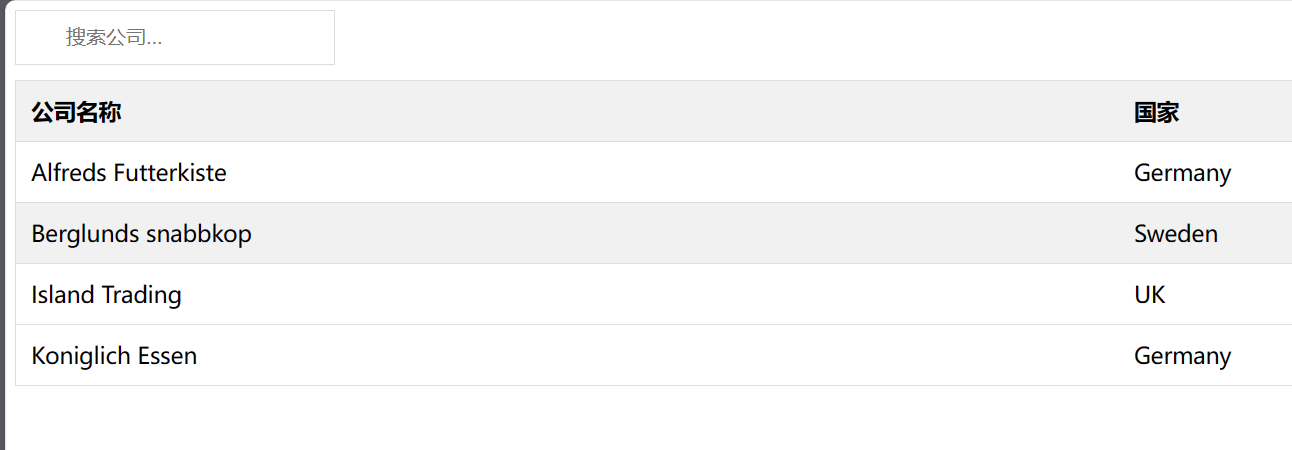 搜索公司...
公司名称 国家
Alfreds Futterkiste Germany
Berglunds snabbkop Sweden
Island Trading UK
Koniglich Essen Germany